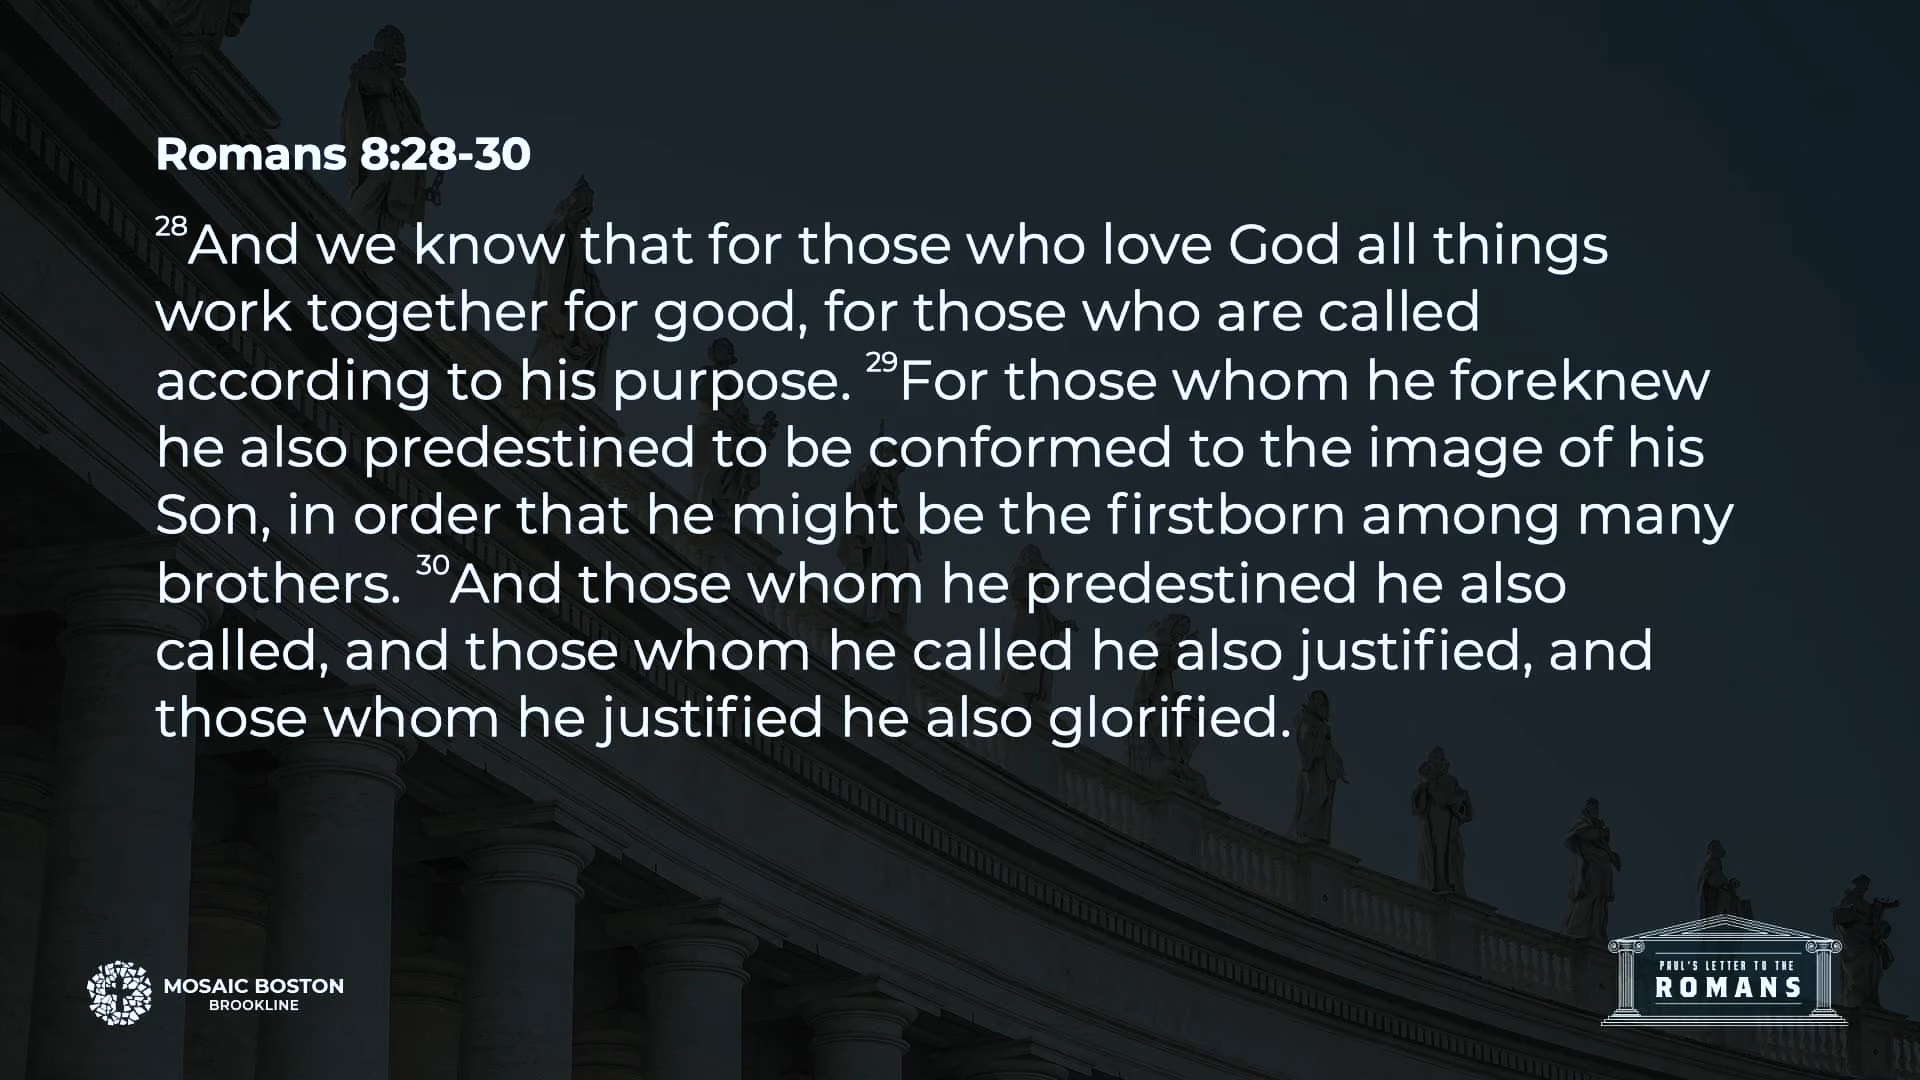 Romans 8:28-30
28And we know that for those who love God all things
work together for good, for those who are called
according to his purpose. 29For those whom he foreknew
he also predestined to be conformed to the image of his
Son, in order that he might be the firstborn among many
brothers. 30And those whom he predestined he also
called, and those whom he called he also justified, and
those whom he justified he also glorified.
MOSAIC BOSTON
BROOKLINE
PAUL'S LETTER TO THE
ROMANS